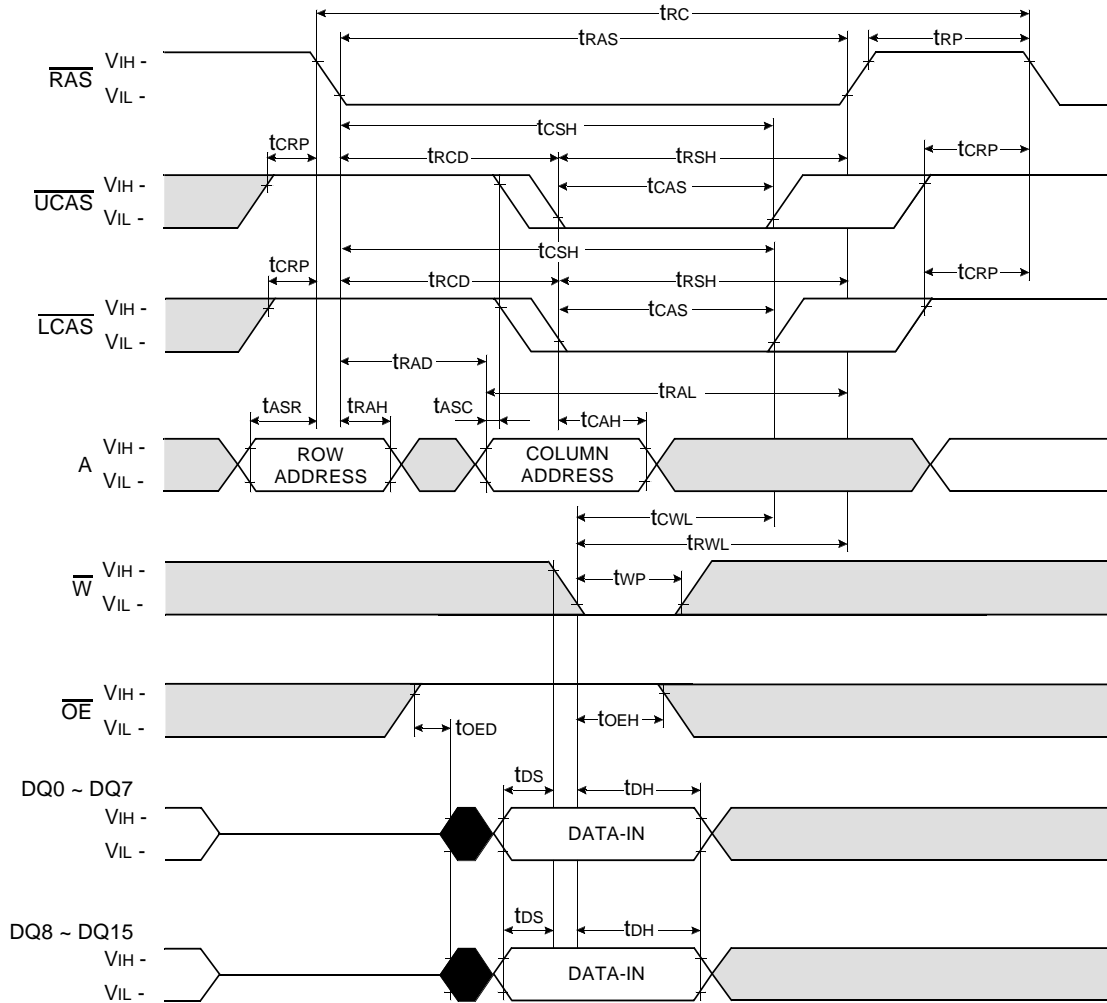 tRC
tRAS
tRP
RAS
VIH -
VIL -
tCSH
tCRP
tRCD
tRSH
tCRP
UCAS
VIH -
VIL -
tCAS
tCSH
tCRP
tRCD
tRSH
tCRP
LCAS
VIH -
VIL -
tCAS
tRAD
tRAL
tASR
tRAH
tASC
tCAH
A
VIH -
VIL -
ROW
ADDRESS
COLUMN
ADDRESS
tCWL
tRWL
W
VIH -
VIL -
tWP
OE
VIH -
VIL -
tOED
tOEH
DQ0 ~ DQ7
tDS
tDH
VIH -
VIL -
DATA-IN
DQ8 ~ DQ15
tDS
tDH
VIH -
VIL -
DATA-IN